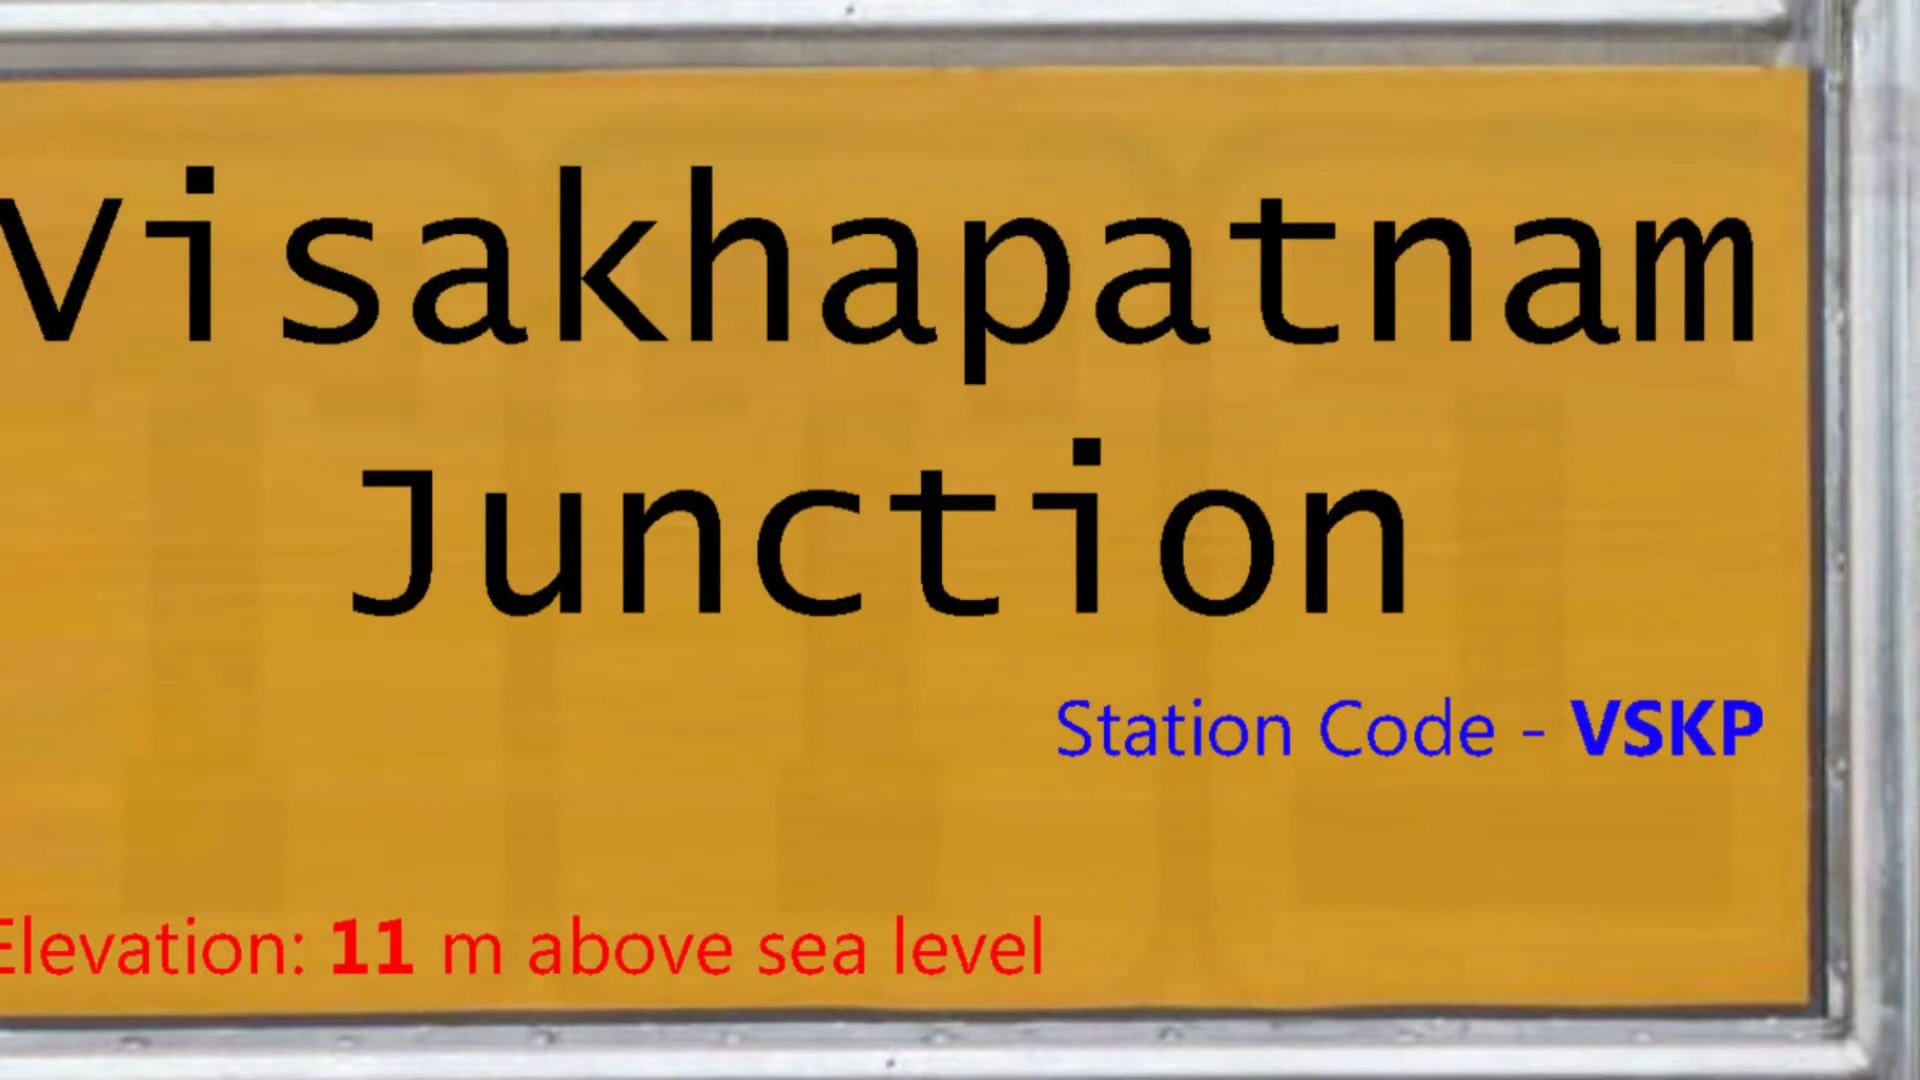 Visakhapatnam
Junction
Station Code - VSKP
Elevation: 11 m above sea level